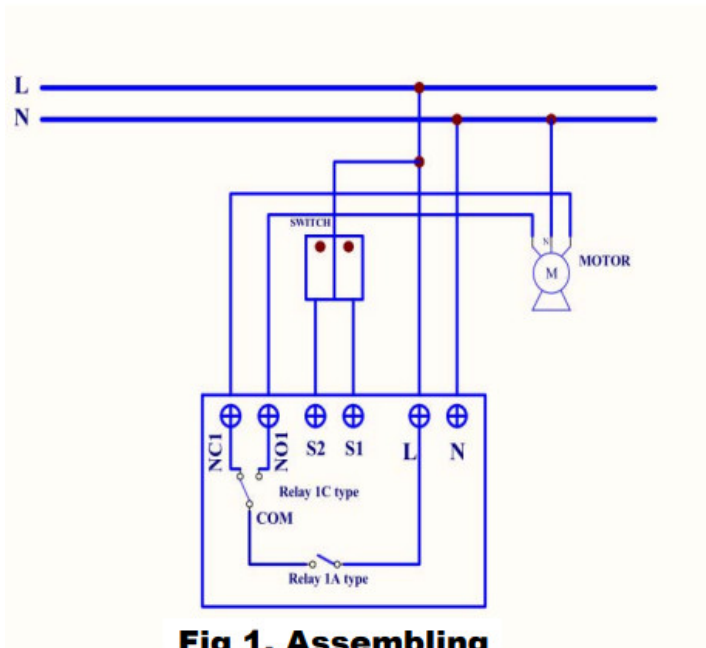 L
N
SWITCH
N
M
MOTOR
NC1
NO1
S2
S1
L
N
Relay 1C type
COM
Relay 1A type
Fig 1. Assembling